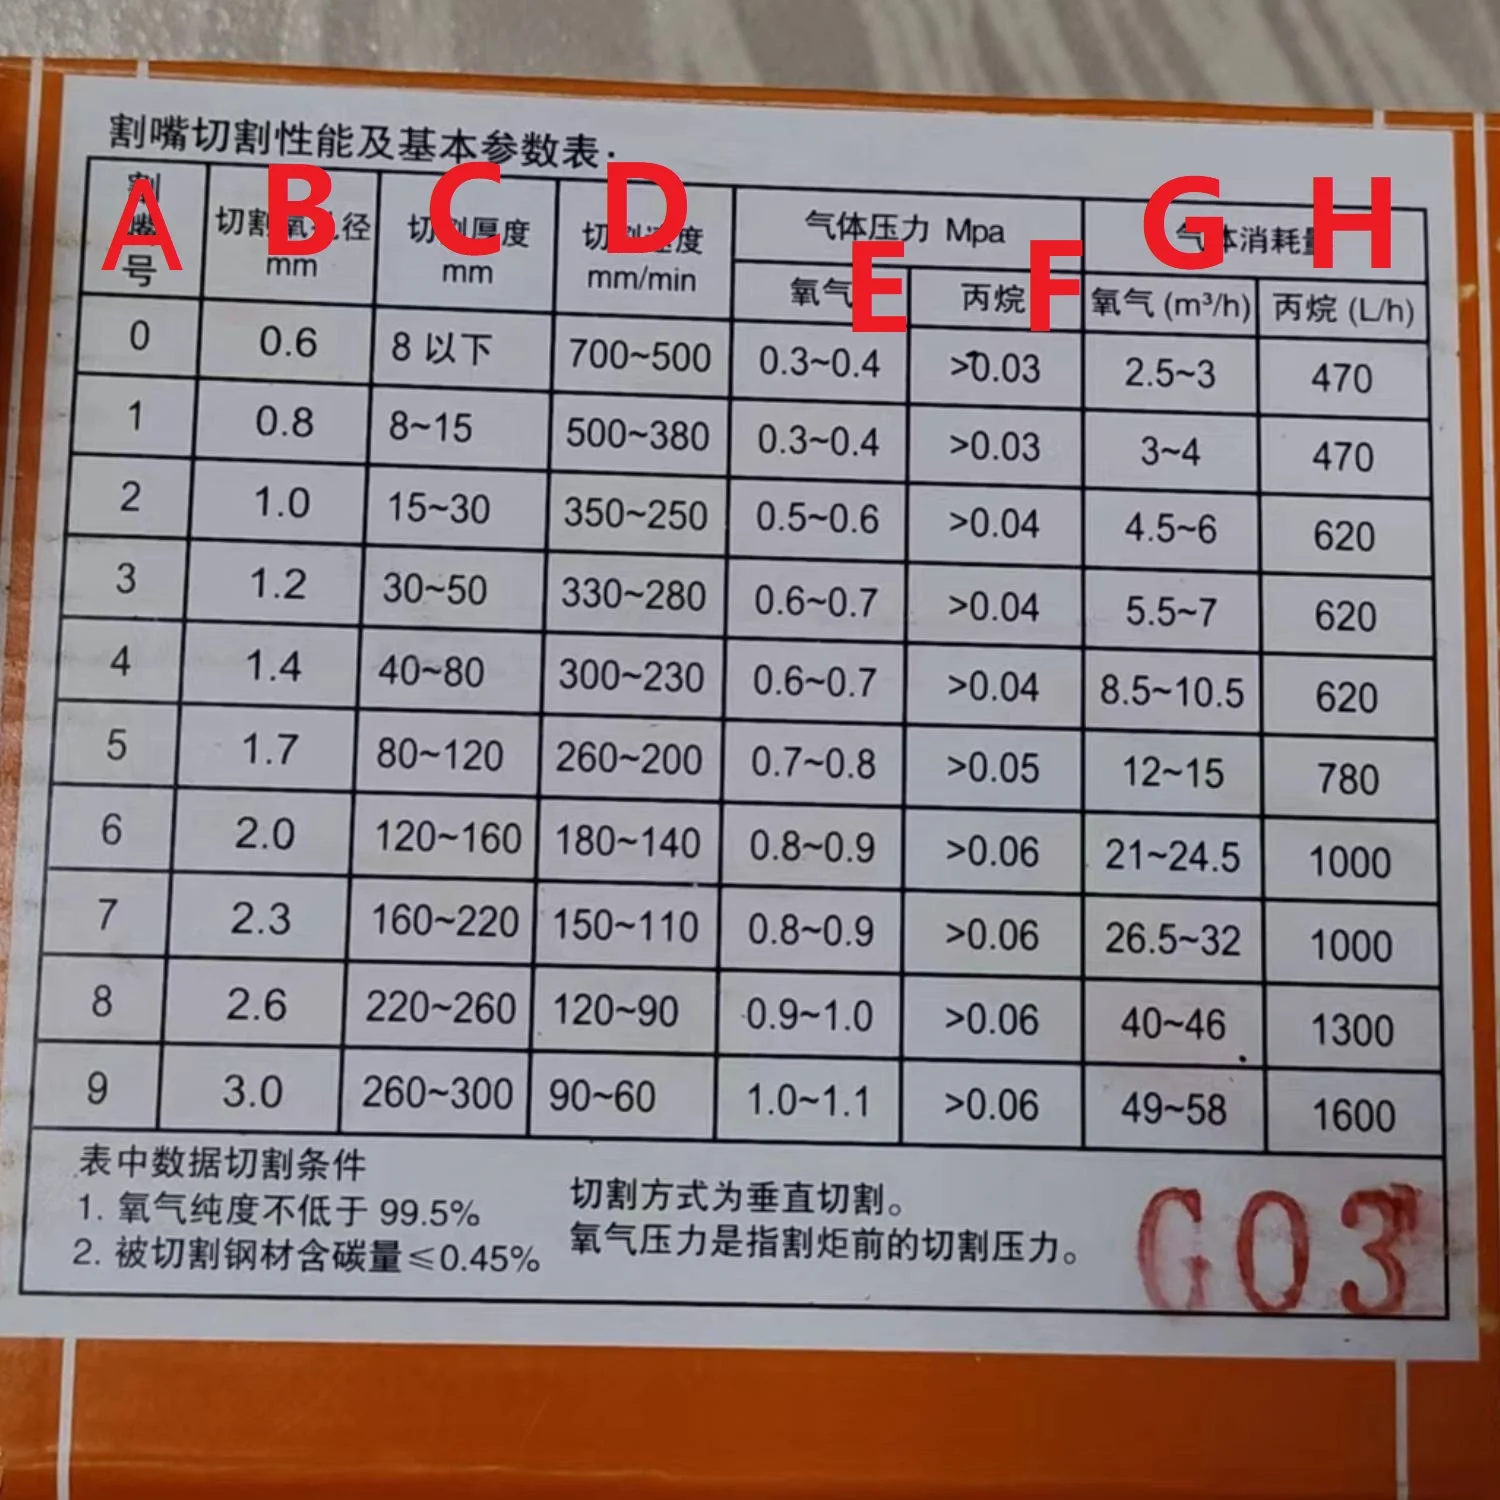 割嘴切割性能及基本参数表:
A B C D E F G H
割嘴号 切割氧孔径 mm 切割厚度 mm 切割速度 mm/min 气体压力 Mpa 气体消耗量
氧气 丙烷 氧气 (m³/h) 丙烷 (L/h)
0 0.6 8 以下 700~500 0.3~0.4 >0.03 2.5~3 470
1 0.8 8~15 500~380 0.3~0.4 >0.03 3~4 470
2 1.0 15~30 350~250 0.5~0.6 >0.04 4.5~6 620
3 1.2 30~50 330~280 0.6~0.7 >0.04 5.5~7 620
4 1.4 40~80 300~230 0.6~0.7 >0.04 8.5~10.5 620
5 1.7 80~120 260~200 0.7~0.8 >0.05 12~15 780
6 2.0 120~160 180~140 0.8~0.9 >0.06 21~24.5 1000
7 2.3 160~220 150~110 0.8~0.9 >0.06 26.5~32 1000
8 2.6 220~260 120~90 0.9~1.0 >0.06 40~46 1300
9 3.0 260~300 90~60 1.0~1.1 >0.06 49~58 1600
表中数据切割条件
1. 氧气纯度不低于 99.5%
2. 被切割钢材含碳量≤0.45%
切割方式为垂直切割。
氧气压力是指割炬前的切割压力。
G03